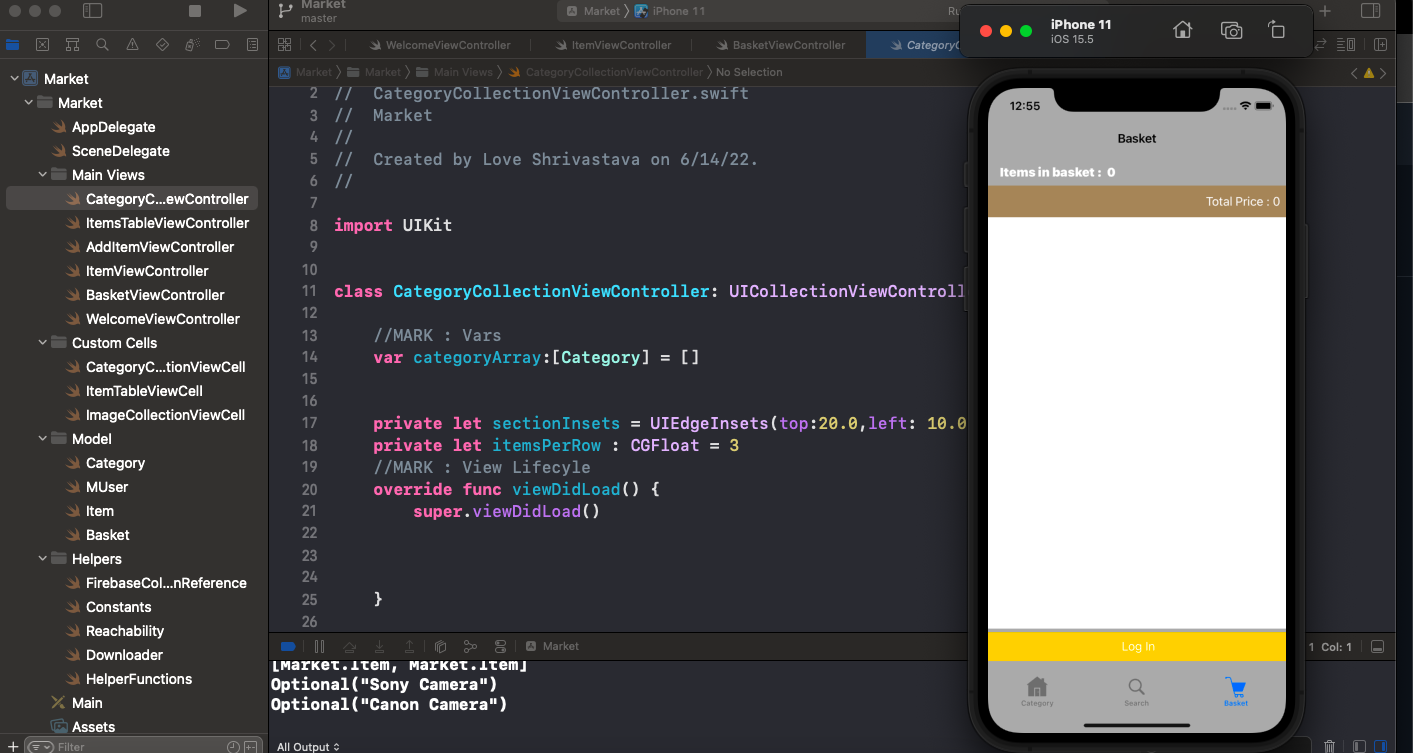 Market
master
Market
iPhone 11
WelcomeViewController
ItemViewController
BasketViewController
Market
Market
Main Views
CategoryCollectionViewController
No Selection
Market
Market
AppDelegate
SceneDelegate
Main Views
CategoryC...ewController
ItemsTableViewController
AddItemViewController
ItemViewController
BasketViewController
WelcomeViewController
Custom Cells
CategoryC...tionViewCell
ItemTableViewCell
ImageCollectionViewCell
Model
Category
MUser
Item
Basket
Helpers
FirebaseCol...nReference
Constants
Reachability
Downloader
HelperFunctions
Main
Assets
Filter
2 // CategoryCollectionViewController.swift
3 // Market
4 //
5 // Created by Love Shrivastava on 6/14/22.
6 //
7
8 import UIKit
9
10
11 class CategoryCollectionViewController: UICollectionViewControll
12
13 //MARK : Vars
14 var categoryArray:[Category] = []
15
16
17 private let sectionInsets = UIEdgeInsets(top:20.0,left: 10.0
18 private let itemsPerRow : CGFloat = 3
19 //MARK : View Lifecyle
20 override func viewDidLoad() {
21 super.viewDidLoad()
22
23
24
25 }
26
Market
[Market.Item, Market.Item]
Optional("Sony Camera")
Optional("Canon Camera")
All Output
1 Col: 1
iPhone 11
iOS 15.5
12:55
Basket
Items in basket : 0
Total Price : 0
Log In
Category
Search
Basket